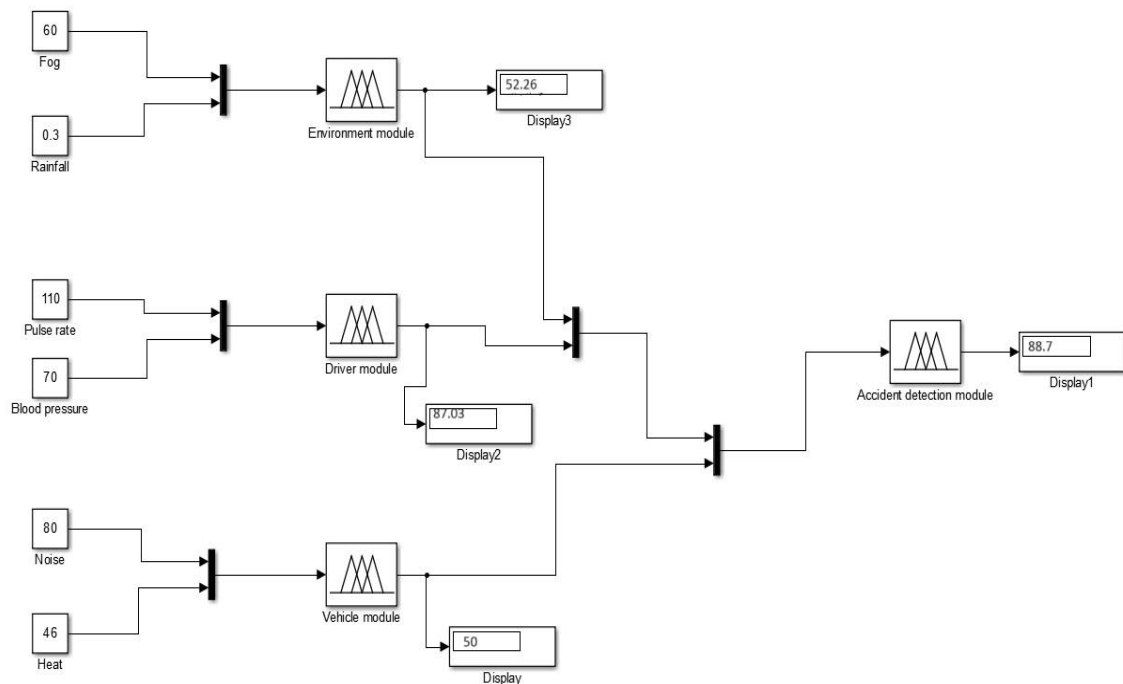 60
Fog
0.3
Rainfall
Environment module
52.26
Display3
110
Pulse rate
70
Blood pressure
Driver module
87.03
Display2
Accident detection module
88.7
Display1
80
Noise
46
Heat
Vehicle module
50
Display